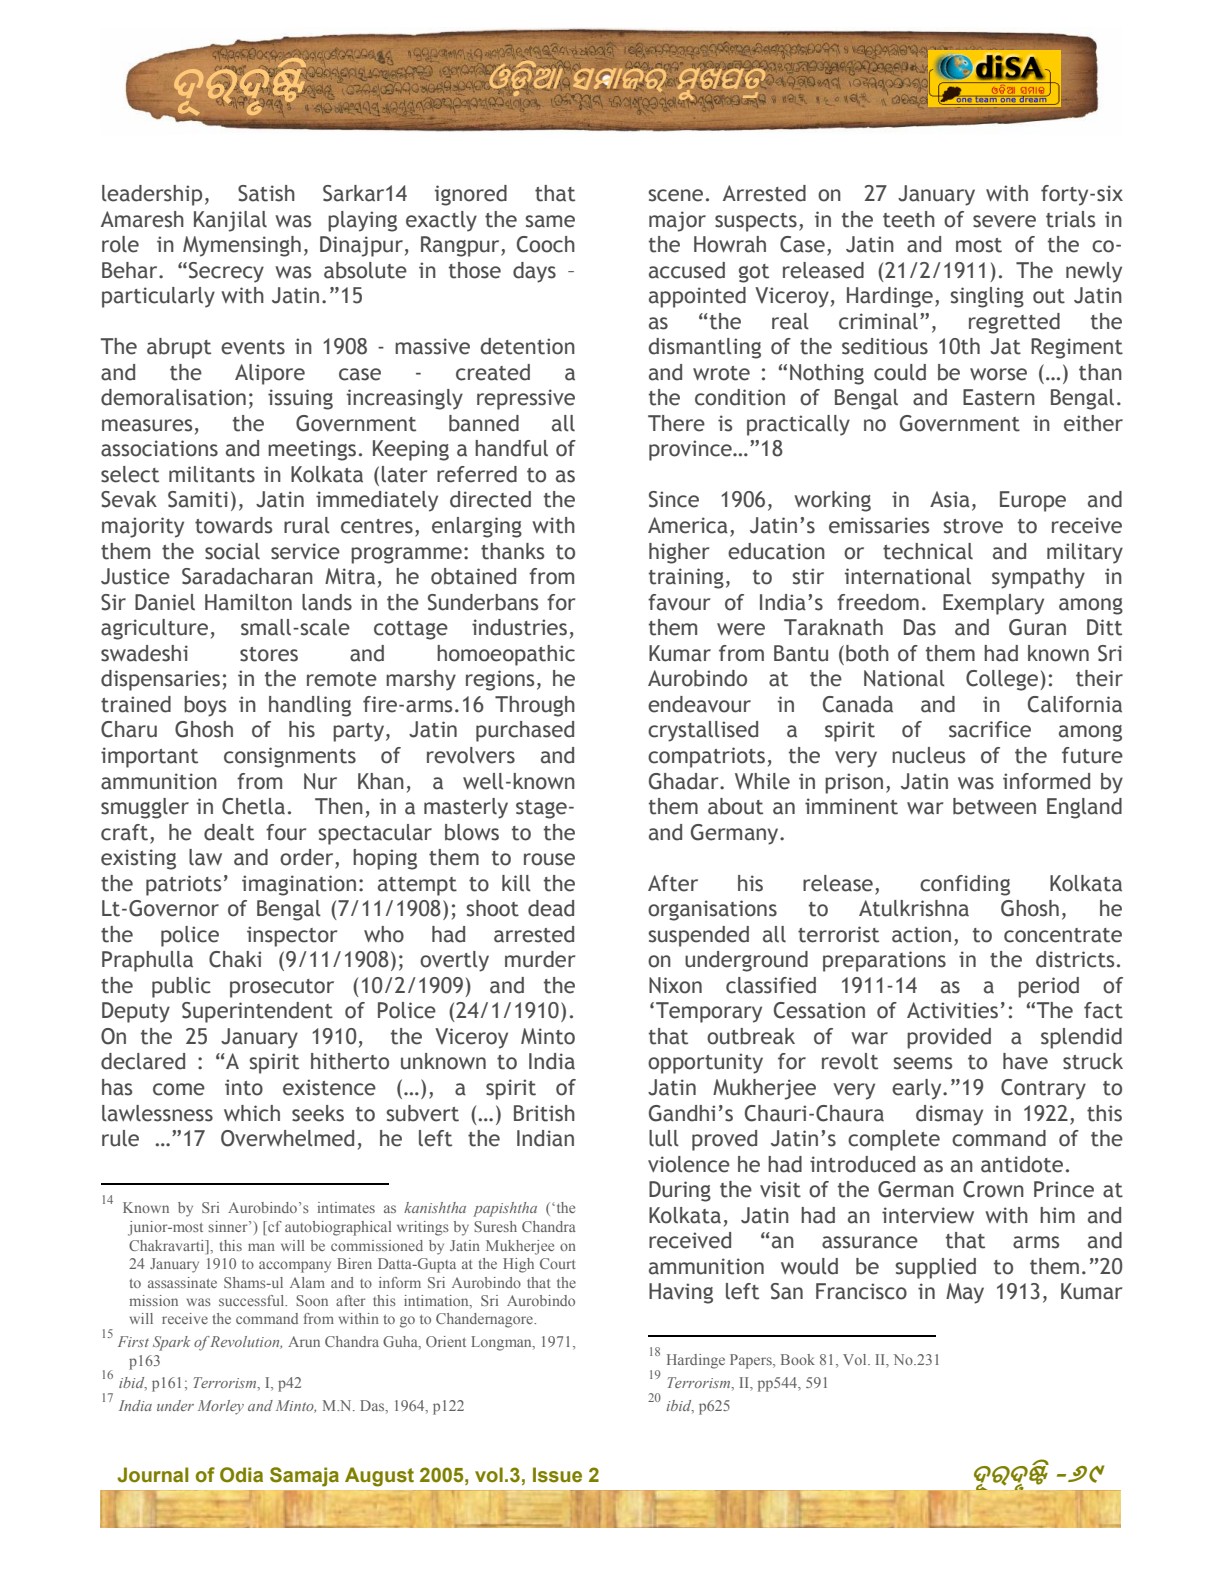 ଦୂରଦୃଷ୍ଟି ଓଡ଼ିଆ ସମାଜର ମୁଖପତ୍ର
OdiSA
ଓଡ଼ିଆ ସମାଜ
one team one dream
leadership, Satish Sarkar14 ignored that
Amaresh Kanjilal was playing exactly the same
role in Mymensingh, Dinajpur, Rangpur, Cooch
Behar. “Secrecy was absolute in those days –
particularly with Jatin.”15
The abrupt events in 1908 - massive detention
and the Alipore case - created a
demoralisation; issuing increasingly repressive
measures, the Government banned all
associations and meetings. Keeping a handful of
select militants in Kolkata (later referred to as
Sevak Samiti), Jatin immediately directed the
majority towards rural centres, enlarging with
them the social service programme: thanks to
Justice Saradacharan Mitra, he obtained from
Sir Daniel Hamilton lands in the Sunderbans for
agriculture, small-scale cottage industries,
swadeshi stores and homoeopathic
dispensaries; in the remote marshy regions, he
trained boys in handling fire-arms.16 Through
Charu Ghosh of his party, Jatin purchased
important consignments of revolvers and
ammunition from Nur Khan, a well-known
smuggler in Chetla. Then, in a masterly stage-
craft, he dealt four spectacular blows to the
existing law and order, hoping them to rouse
the patriots’ imagination: attempt to kill the
Lt-Governor of Bengal (7/11/1908); shoot dead
the police inspector who had arrested
Praphulla Chaki (9/11/1908); overtly murder
the public prosecutor (10/2/1909) and the
Deputy Superintendent of Police (24/1/1910).
On the 25 January 1910, the Viceroy Minto
declared : “A spirit hitherto unknown to India
has come into existence (…), a spirit of
lawlessness which seeks to subvert (…) British
rule …”17 Overwhelmed, he left the Indian
14 Known by Sri Aurobindo’s intimates as kanishtha papishtha (‘the
junior-most sinner’) [cf autobiographical writings by Suresh Chandra
Chakravarti], this man will be commissioned by Jatin Mukherjee on
24 January 1910 to accompany Biren Datta-Gupta at the High Court
to assassinate Shams-ul Alam and to inform Sri Aurobindo that the
mission was successful. Soon after this intimation, Sri Aurobindo
will receive the command from within to go to Chandernagore.
15 First Spark of Revolution, Arun Chandra Guha, Orient Longman, 1971,
p163
16 ibid, p161; Terrorism, I, p42
17 India under Morley and Minto, M.N. Das, 1964, p122
scene. Arrested on 27 January with forty-six
major suspects, in the teeth of severe trials in
the Howrah Case, Jatin and most of the co-
accused got released (21/2/1911). The newly
appointed Viceroy, Hardinge, singling out Jatin
as “the real criminal”, regretted the
dismantling of the seditious 10th Jat Regiment
and wrote : “Nothing could be worse (…) than
the condition of Bengal and Eastern Bengal.
There is practically no Government in either
province…”18
Since 1906, working in Asia, Europe and
America, Jatin’s emissaries strove to receive
higher education or technical and military
training, to stir international sympathy in
favour of India’s freedom. Exemplary among
them were Taraknath Das and Guran Ditt
Kumar from Bantu (both of them had known Sri
Aurobindo at the National College): their
endeavour in Canada and in California
crystallised a spirit of sacrifice among
compatriots, the very nucleus of the future
Ghadar. While in prison, Jatin was informed by
them about an imminent war between England
and Germany.
After his release, confiding Kolkata
organisations to Atulkrishna Ghosh, he
suspended all terrorist action, to concentrate
on underground preparations in the districts.
Nixon classified 1911-14 as a period of
‘Temporary Cessation of Activities’: “The fact
that outbreak of war provided a splendid
opportunity for revolt seems to have struck
Jatin Mukherjee very early.”19 Contrary to
Gandhi’s Chauri-Chaura dismay in 1922, this
lull proved Jatin’s complete command of the
violence he had introduced as an antidote.
During the visit of the German Crown Prince at
Kolkata, Jatin had an interview with him and
received “an assurance that arms and
ammunition would be supplied to them.”20
Having left San Francisco in May 1913, Kumar
18 Hardinge Papers, Book 81, Vol. II, No.231
19 Terrorism, II, pp544, 591
20 ibid, p625
Journal of Odia Samaja August 2005, vol.3, Issue 2 ଦୂରଦୃଷ୍ଟି -୬୯